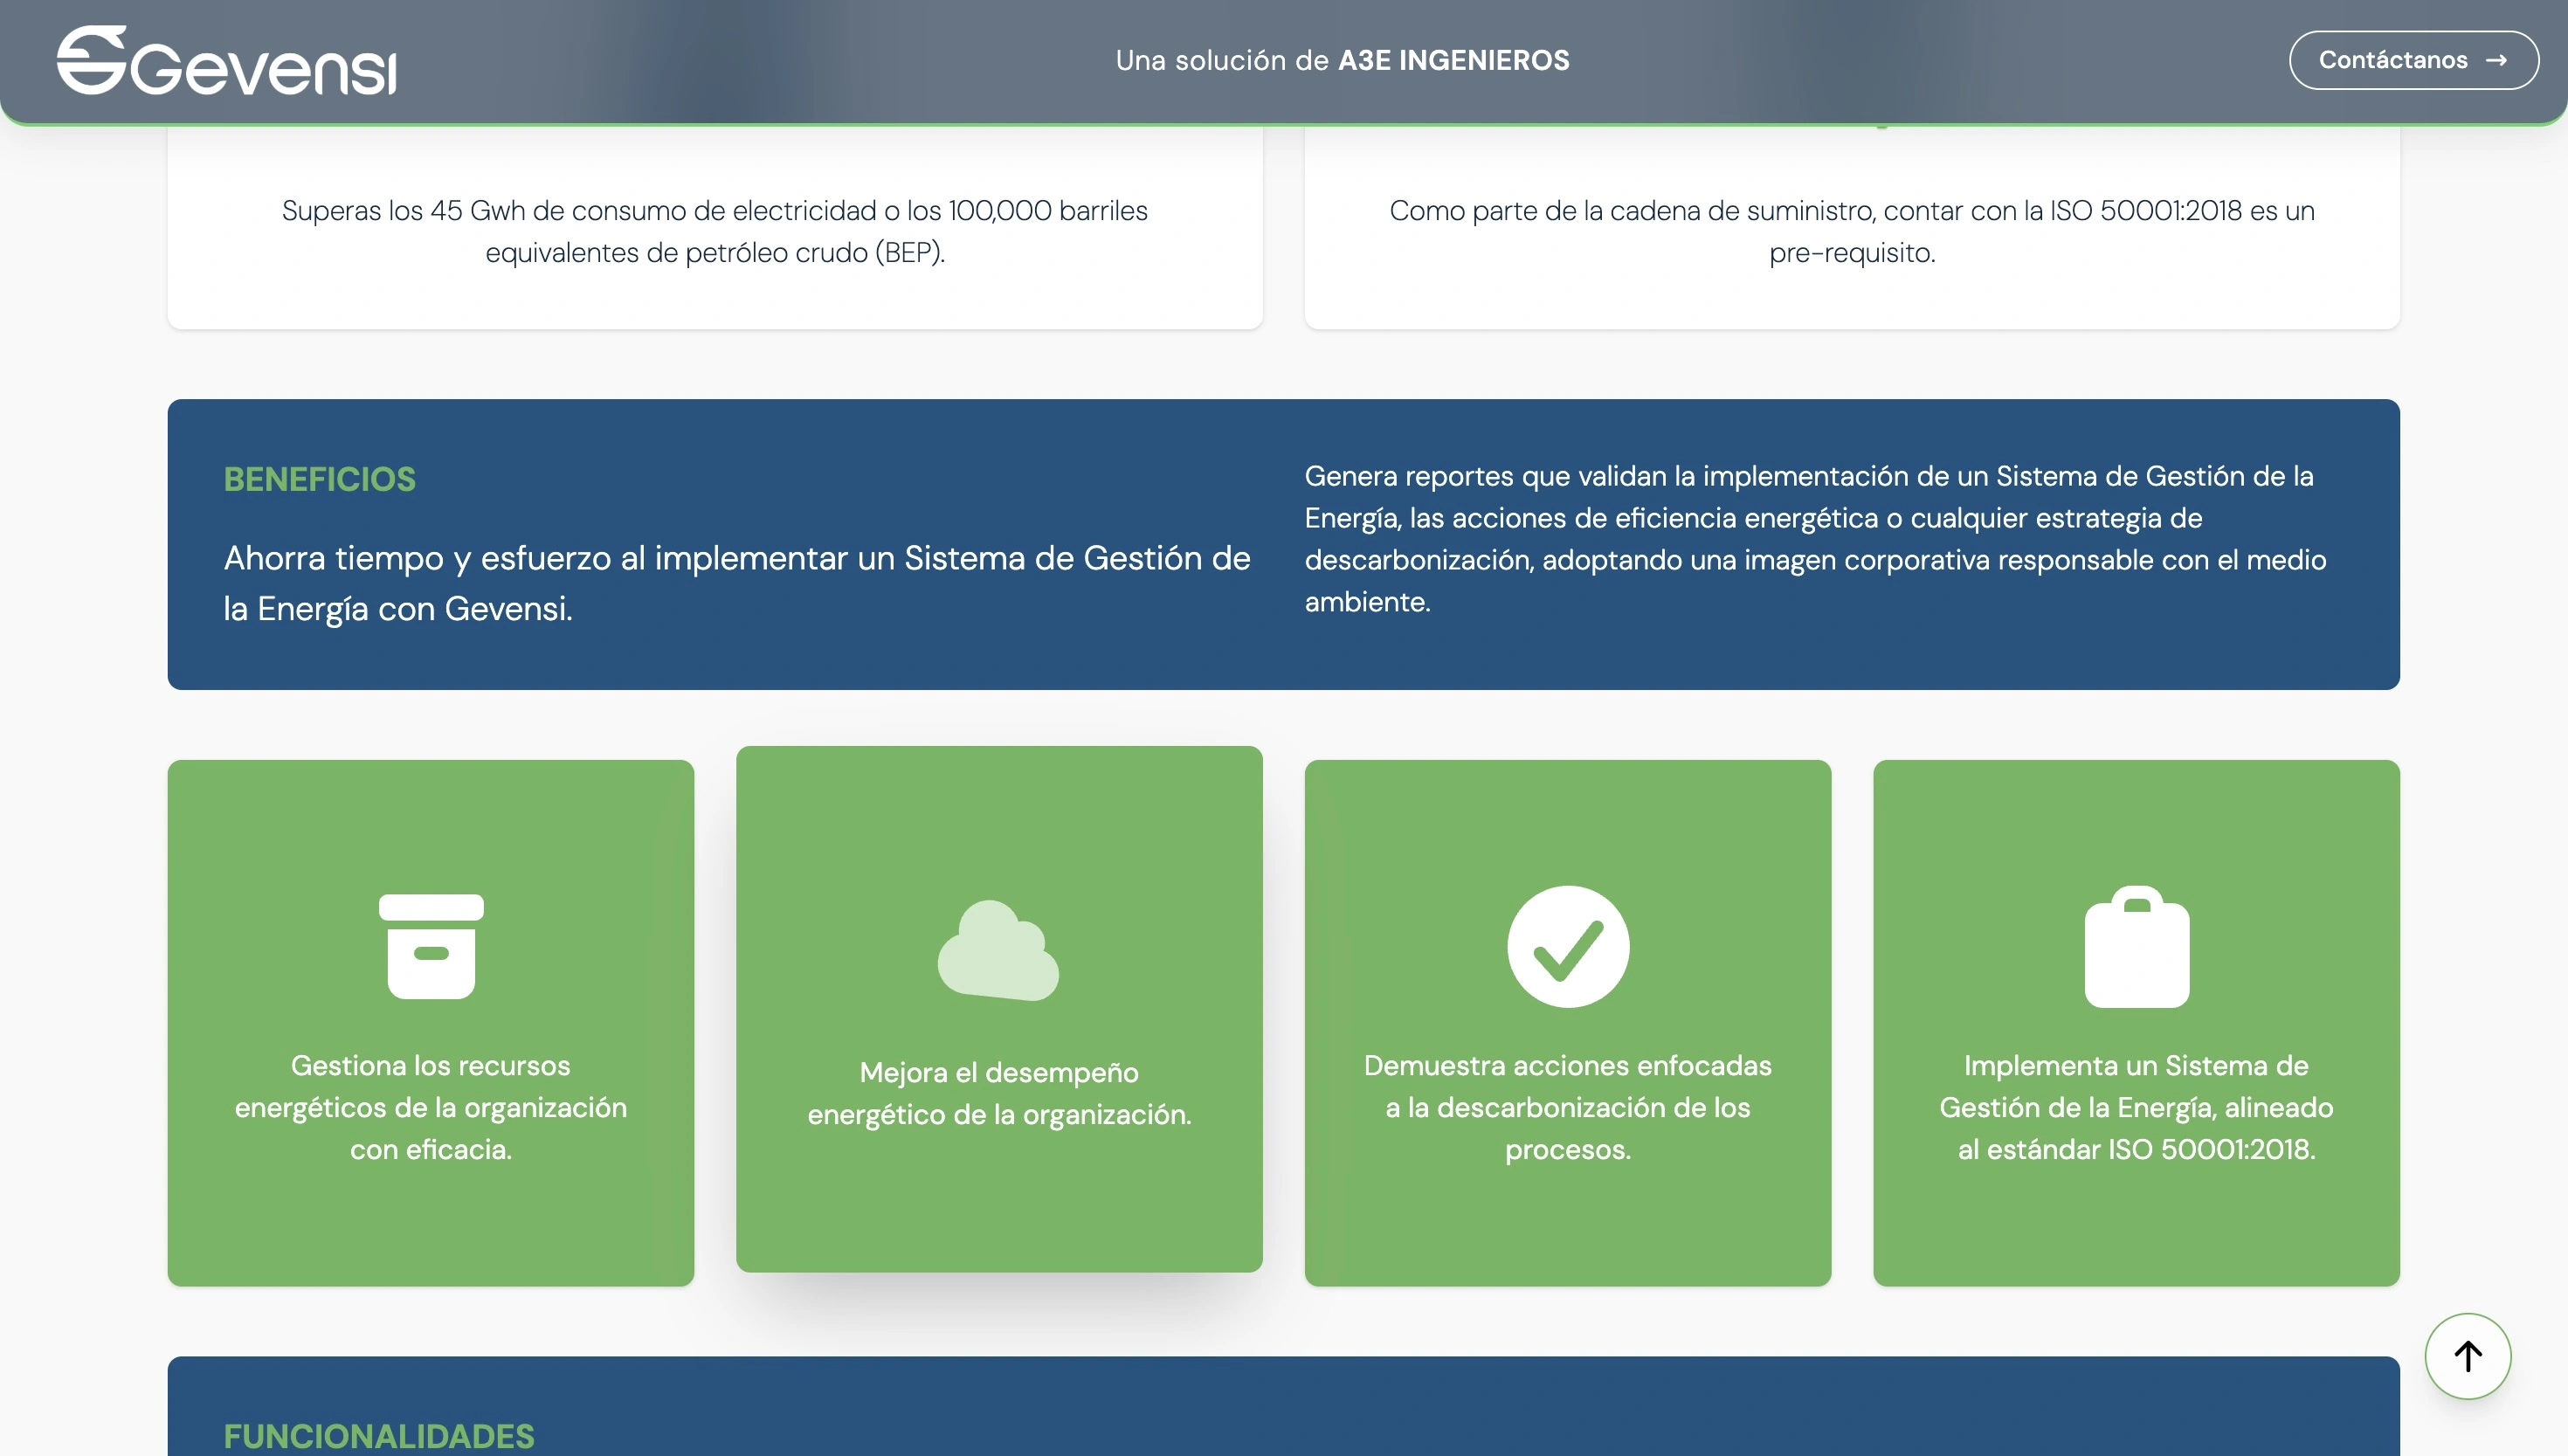 Gevensi
Una solución de A3E INGENIEROS
Contáctanos →
Superas los 45 Gwh de consumo de electricidad o los 100,000 barriles
equivalentes de petróleo crudo (BEP).
Como parte de la cadena de suministro, contar con la ISO 50001:2018 es un
pre-requisito.
BENEFICIOS
Ahorra tiempo y esfuerzo al implementar un Sistema de Gestión de
la Energía con Gevensi.
Genera reportes que validan la implementación de un Sistema de Gestión de la
Energía, las acciones de eficiencia energética o cualquier estrategia de
descarbonización, adoptando una imagen corporativa responsable con el medio
ambiente.
Gestiona los recursos
energéticos de la organización
con eficacia.
Mejora el desempeño
energético de la organización.
Demuestra acciones enfocadas
a la descarbonización de los
procesos.
Implementa un Sistema de
Gestión de la Energía, alineado
al estándar ISO 50001:2018.
FUNCIONALIDADES